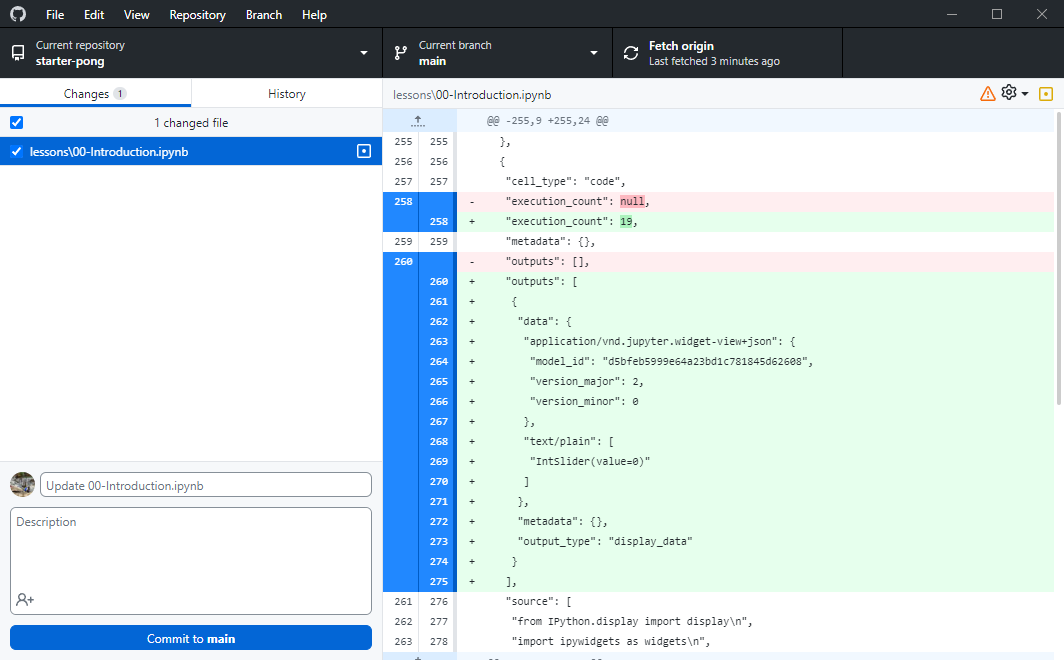 File Edit View Repository Branch Help
Current repository
starter-pong
Current branch
main
Fetch origin
Last fetched 3 minutes ago
Changes 1
History
1 changed file
lessons\00-Introduction.ipynb
Update 00-Introduction.ipynb
Description
Commit to main
lessons\00-Introduction.ipynb
@@ -255,9 +255,24 @@
255 255 },
256 256 {
257 257 "cell_type": "code",
258 - "execution_count": null,
258 + "execution_count": 19,
259 259 "metadata": {},
260 - "outputs": [],
260 + "outputs": [
261 + {
262 + "data": {
263 + "application/vnd.jupyter.widget-view+json": {
264 + "model_id": "d5bfeb5999e64a23bd1c781845d62608",
265 + "version_major": 2,
266 + "version_minor": 0
267 + },
268 + "text/plain": [
269 + "IntSlider(value=0)"
270 + ]
271 + },
272 + "metadata": {},
273 + "output_type": "display_data"
274 + }
275 + ],
261 276 "source": [
262 277 "from IPython.display import display\n",
263 278 "import ipywidgets as widgets\n",